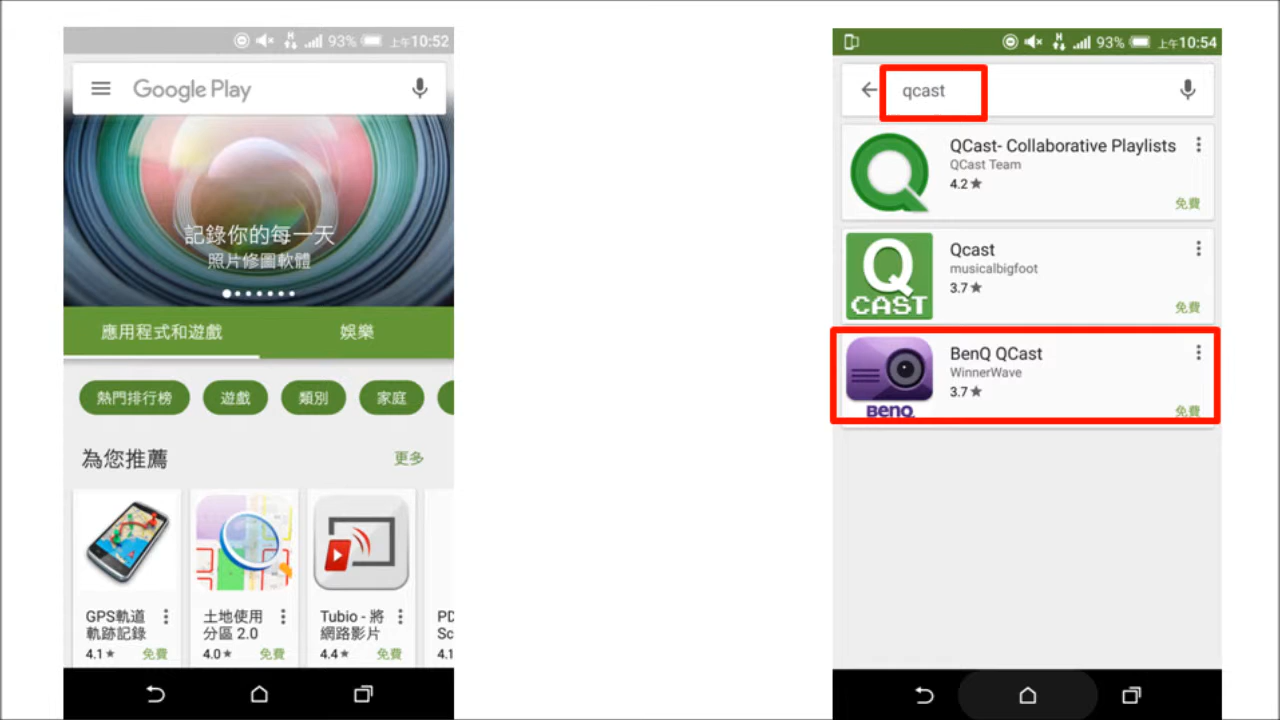 H
93%
上午10:52
Google Play
記錄你的每一天
照片修圖軟體
應用程式和遊戲
娛樂
熱門排行榜
遊戲
類別
家庭
為您推薦
更多
GPS軌道
軌跡記錄
4.1★
免費
土地使用
分區 2.0
4.0★
免費
Tubio - 將
網路影片
4.4★
免費
PD
Sc
4.1
H
93%
上午10:54
qcast
QCast- Collaborative Playlists
QCast Team
4.2★
免費
Q
CAST
Qcast
musicalbigfoot
3.7★
免費
BenQ
BenQ QCast
WinnerWave
3.7★
免費